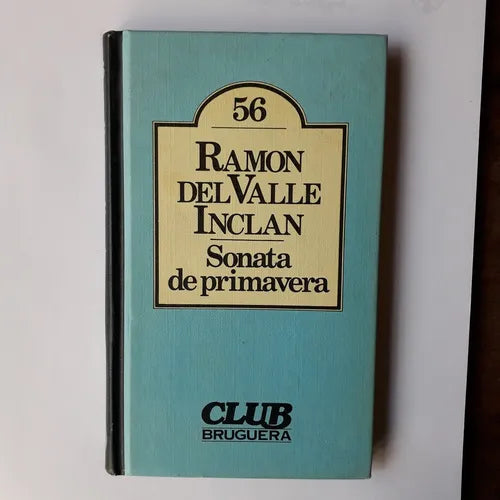 56
RAMON
DEL VALLE
INCLAN
Sonata
de primavera
CLUB
BRUGUERA